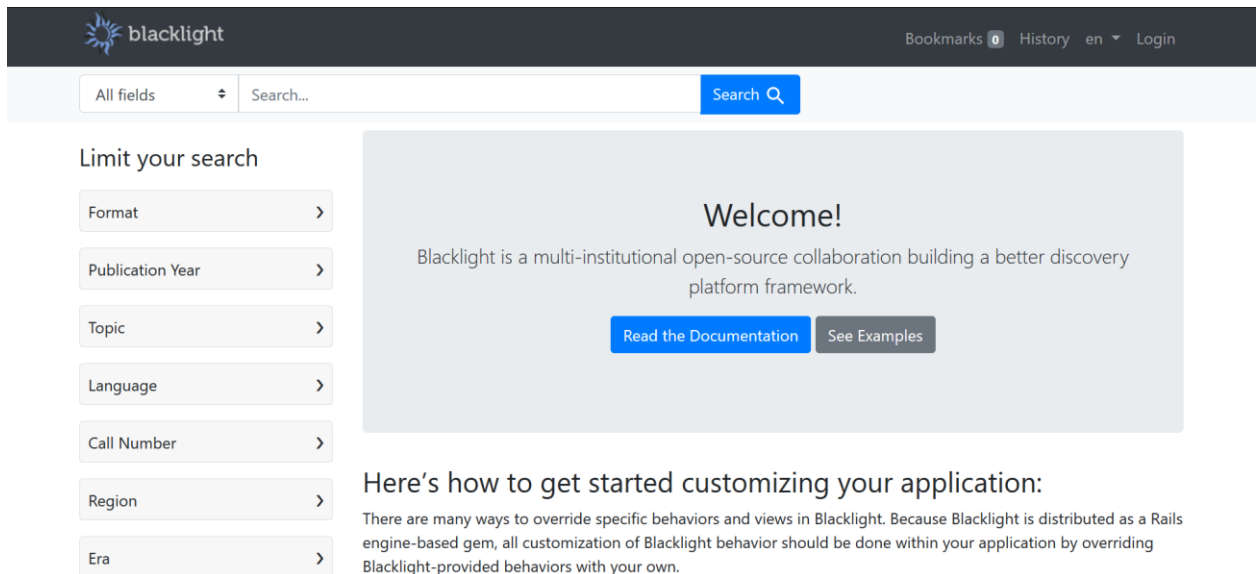 blacklight
Bookmarks 0 History en Login
All fields Search... Search
Limit your search
Format
Publication Year
Topic
Language
Call Number
Region
Era
Welcome!
Blacklight is a multi-institutional open-source collaboration building a better discovery
platform framework.
Read the Documentation See Examples
Here's how to get started customizing your application:
There are many ways to override specific behaviors and views in Blacklight. Because Blacklight is distributed as a Rails
engine-based gem, all customization of Blacklight behavior should be done within your application by overriding
Blacklight-provided behaviors with your own.